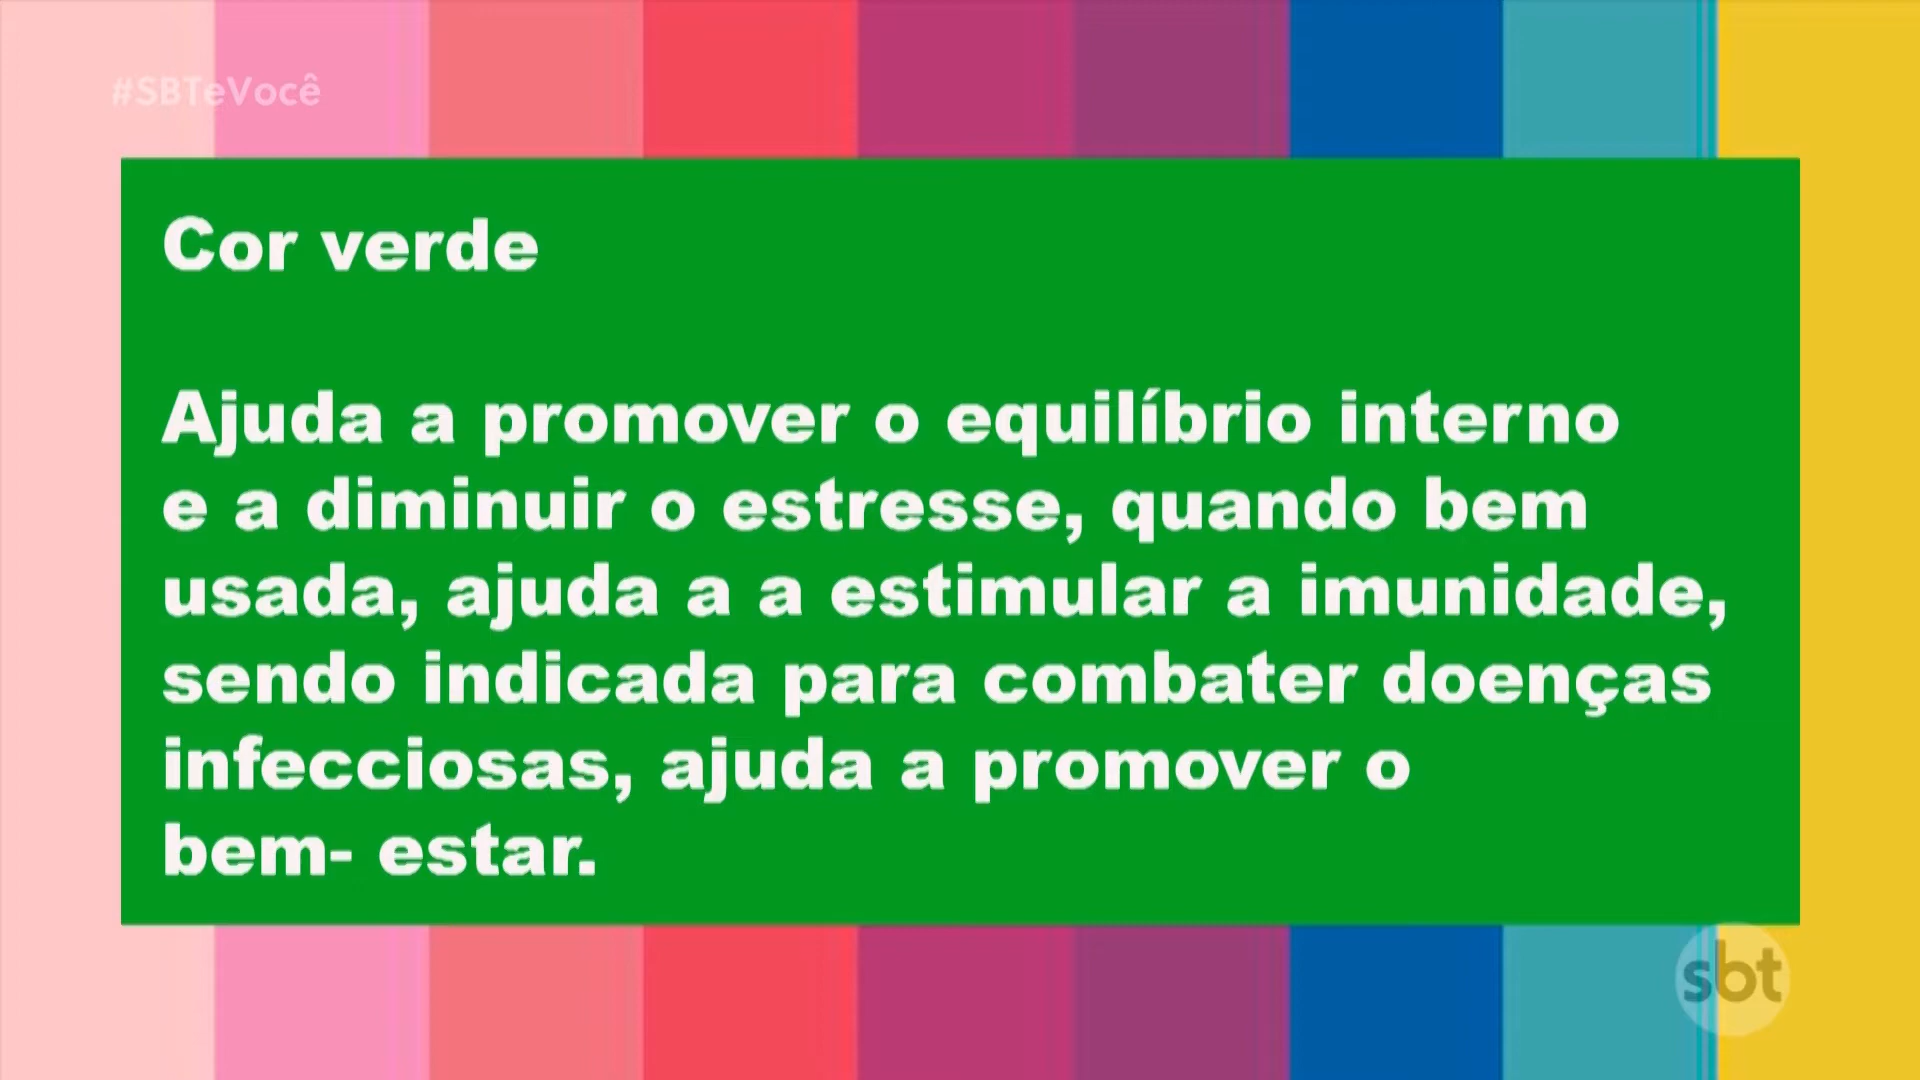 #SBTeVocê
Cor verde
Ajuda a promover o equilíbrio interno
e a diminuir o estresse, quando bem
usada, ajuda a a estimular a imunidade,
sendo indicada para combater doenças
infecciosas, ajuda a promover o
bem- estar.
sbt